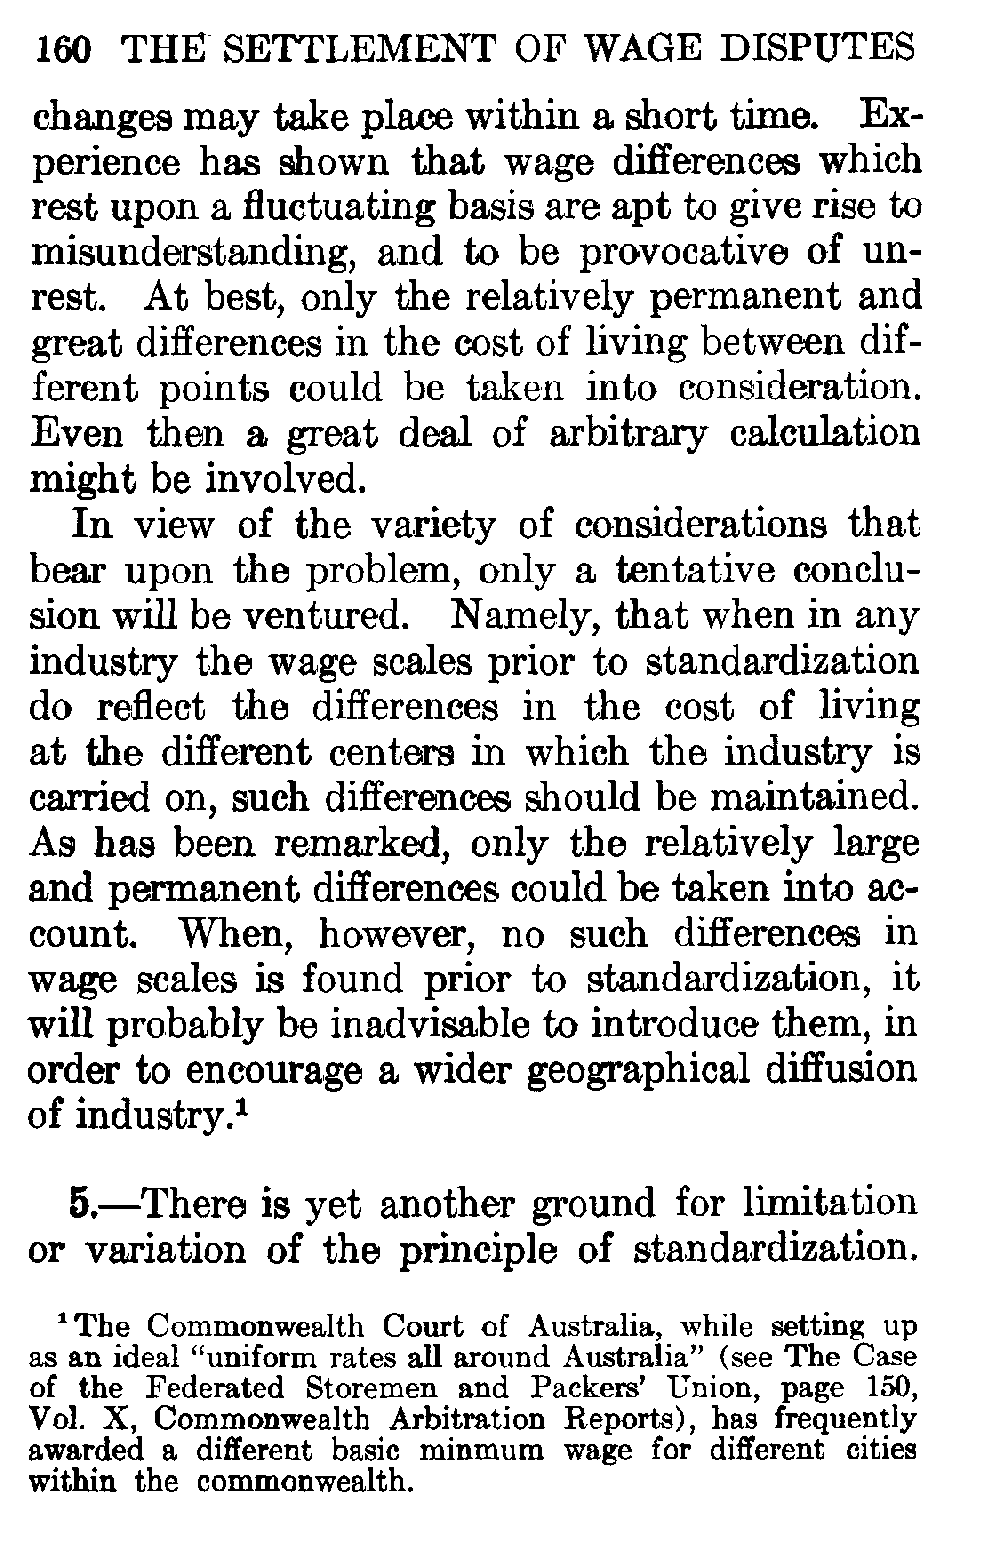 160 THE SETTLEMENT OF WAGE DISPUTES
changes may take place within a short time. Ex-
perience has shown that wage differences which
rest upon a fluctuating basis are apt to give rise to
misunderstanding, and to be provocative of un-
rest. At best, only the relatively permanent and
great differences in the cost of living between dif-
ferent points could be taken into consideration.
Even then a great deal of arbitrary calculation
might be involved.
In view of the variety of considerations that
bear upon the problem, only a tentative conclu-
sion will be ventured. Namely, that when in any
industry the wage scales prior to standardization
do reflect the differences in the cost of living
at the different centers in which the industry is
carried on, such differences should be maintained.
As has been remarked, only the relatively large
and permanent differences could be taken into ac-
count. When, however, no such differences in
wage scales is found prior to standardization, it
will probably be inadvisable to introduce them, in
order to encourage a wider geographical diffusion
of industry.¹
5.—There is yet another ground for limitation
or variation of the principle of standardization.
¹ The Commonwealth Court of Australia, while setting up
as an ideal “uniform rates all around Australia” (see The Case
of the Federated Storemen and Packers’ Union, page 150,
Vol. X, Commonwealth Arbitration Reports), has frequently
awarded a different basic minmum wage for different cities
within the commonwealth.